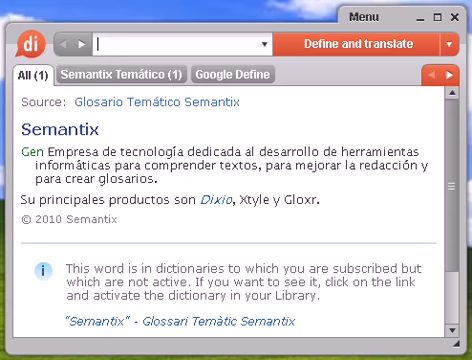 Menu
di
Define and translate
All (1)
Semantix Temático (1)
Google Define
Source: Glosario Temático Semantix
Semantix
Gen Empresa de tecnología dedicada al desarrollo de herramientas
informáticas para comprender textos, para mejorar la redacción y
para crear glosarios.
Su principales productos son Dixio, Xtyle y Gloxr.
© 2010 Semantix
i
This word is in dictionaries to which you are subscribed but
which are not active. If you want to see it, click on the link
and activate the dictionary in your Library.
"Semantix" - Glossari Temàtic Semantix